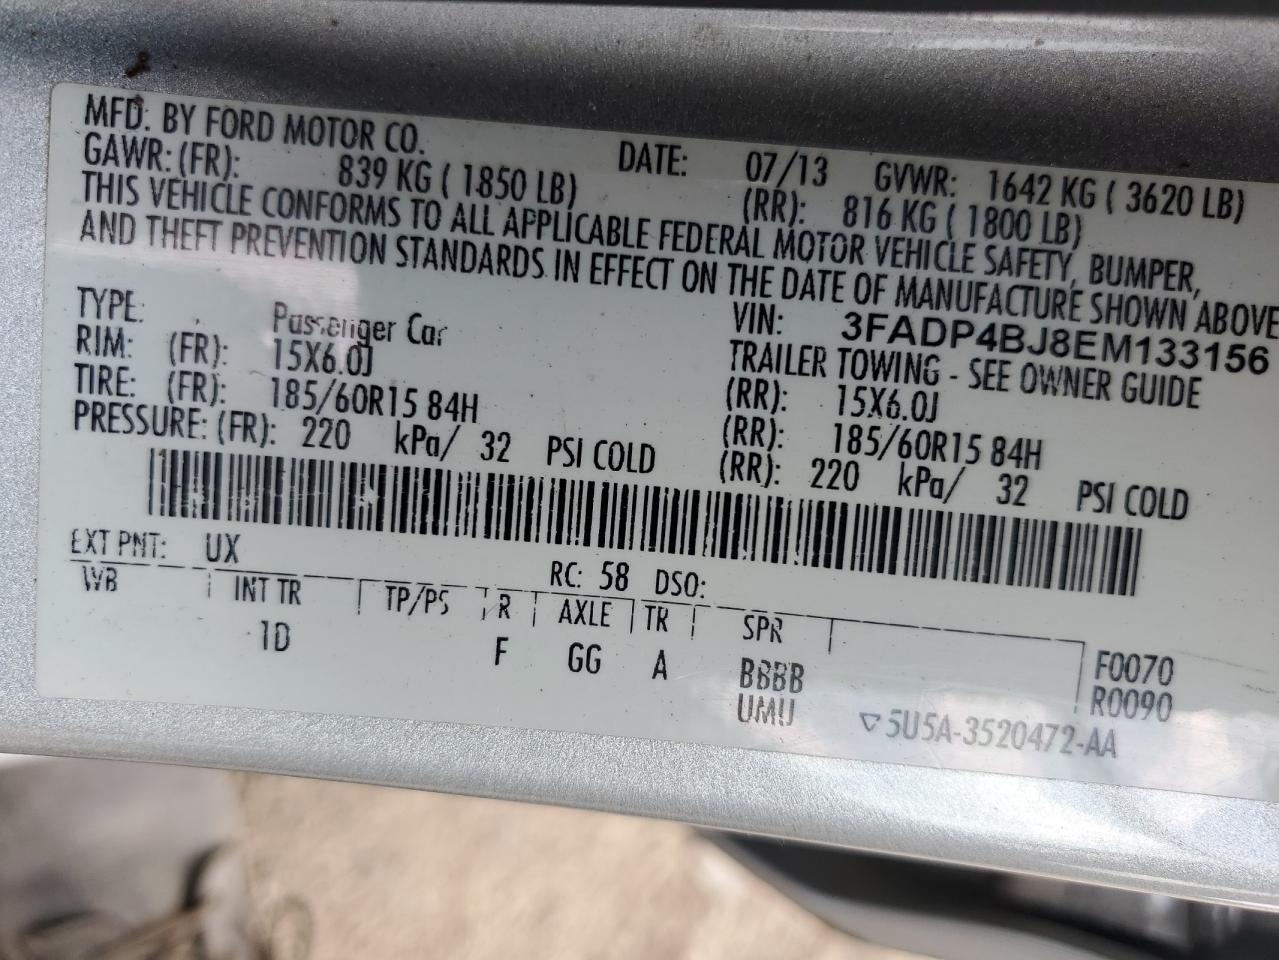 MFD. BY FORD MOTOR CO.
DATE: 07/13 GVWR: 1642 KG ( 3620 LB)
GAWR: (FR): 839 KG ( 1850 LB) (RR): 816 KG ( 1800 LB)
THIS VEHICLE CONFORMS TO ALL APPLICABLE FEDERAL MOTOR VEHICLE SAFETY, BUMPER,
AND THEFT PREVENTION STANDARDS IN EFFECT ON THE DATE OF MANUFACTURE SHOWN ABOVE
VIN: 3FADP4BJ8EM133156
TYPE: Passenger Car TRAILER TOWING - SEE OWNER GUIDE
RIM: (FR): 15X6.0J (RR): 15X6.0J
TIRE: (FR): 185/60R15 84H (RR): 185/60R15 84H
PRESSURE: (FR): 220 kPa/ 32 PSI COLD (RR): 220 kPa/ 32 PSI COLD
EXT PNT: UX RC: 58 DSO:
WB INT TR TP/PS R AXLE TR SPR
1D F GG A BBBB F0070
UMU R0090
5U5A-3520472-AA